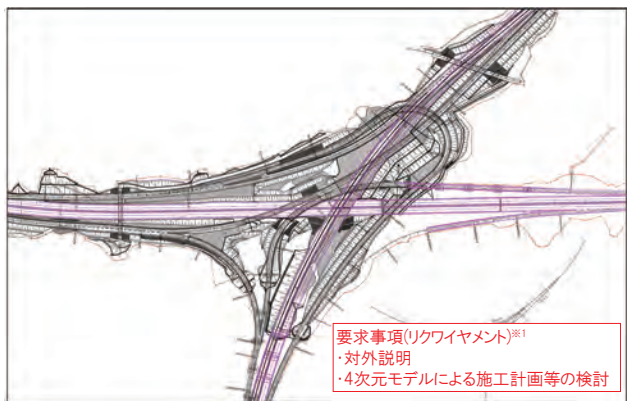 要求事項(リクワイヤメント)※1
・対外説明
・4次元モデルによる施工計画等の検討